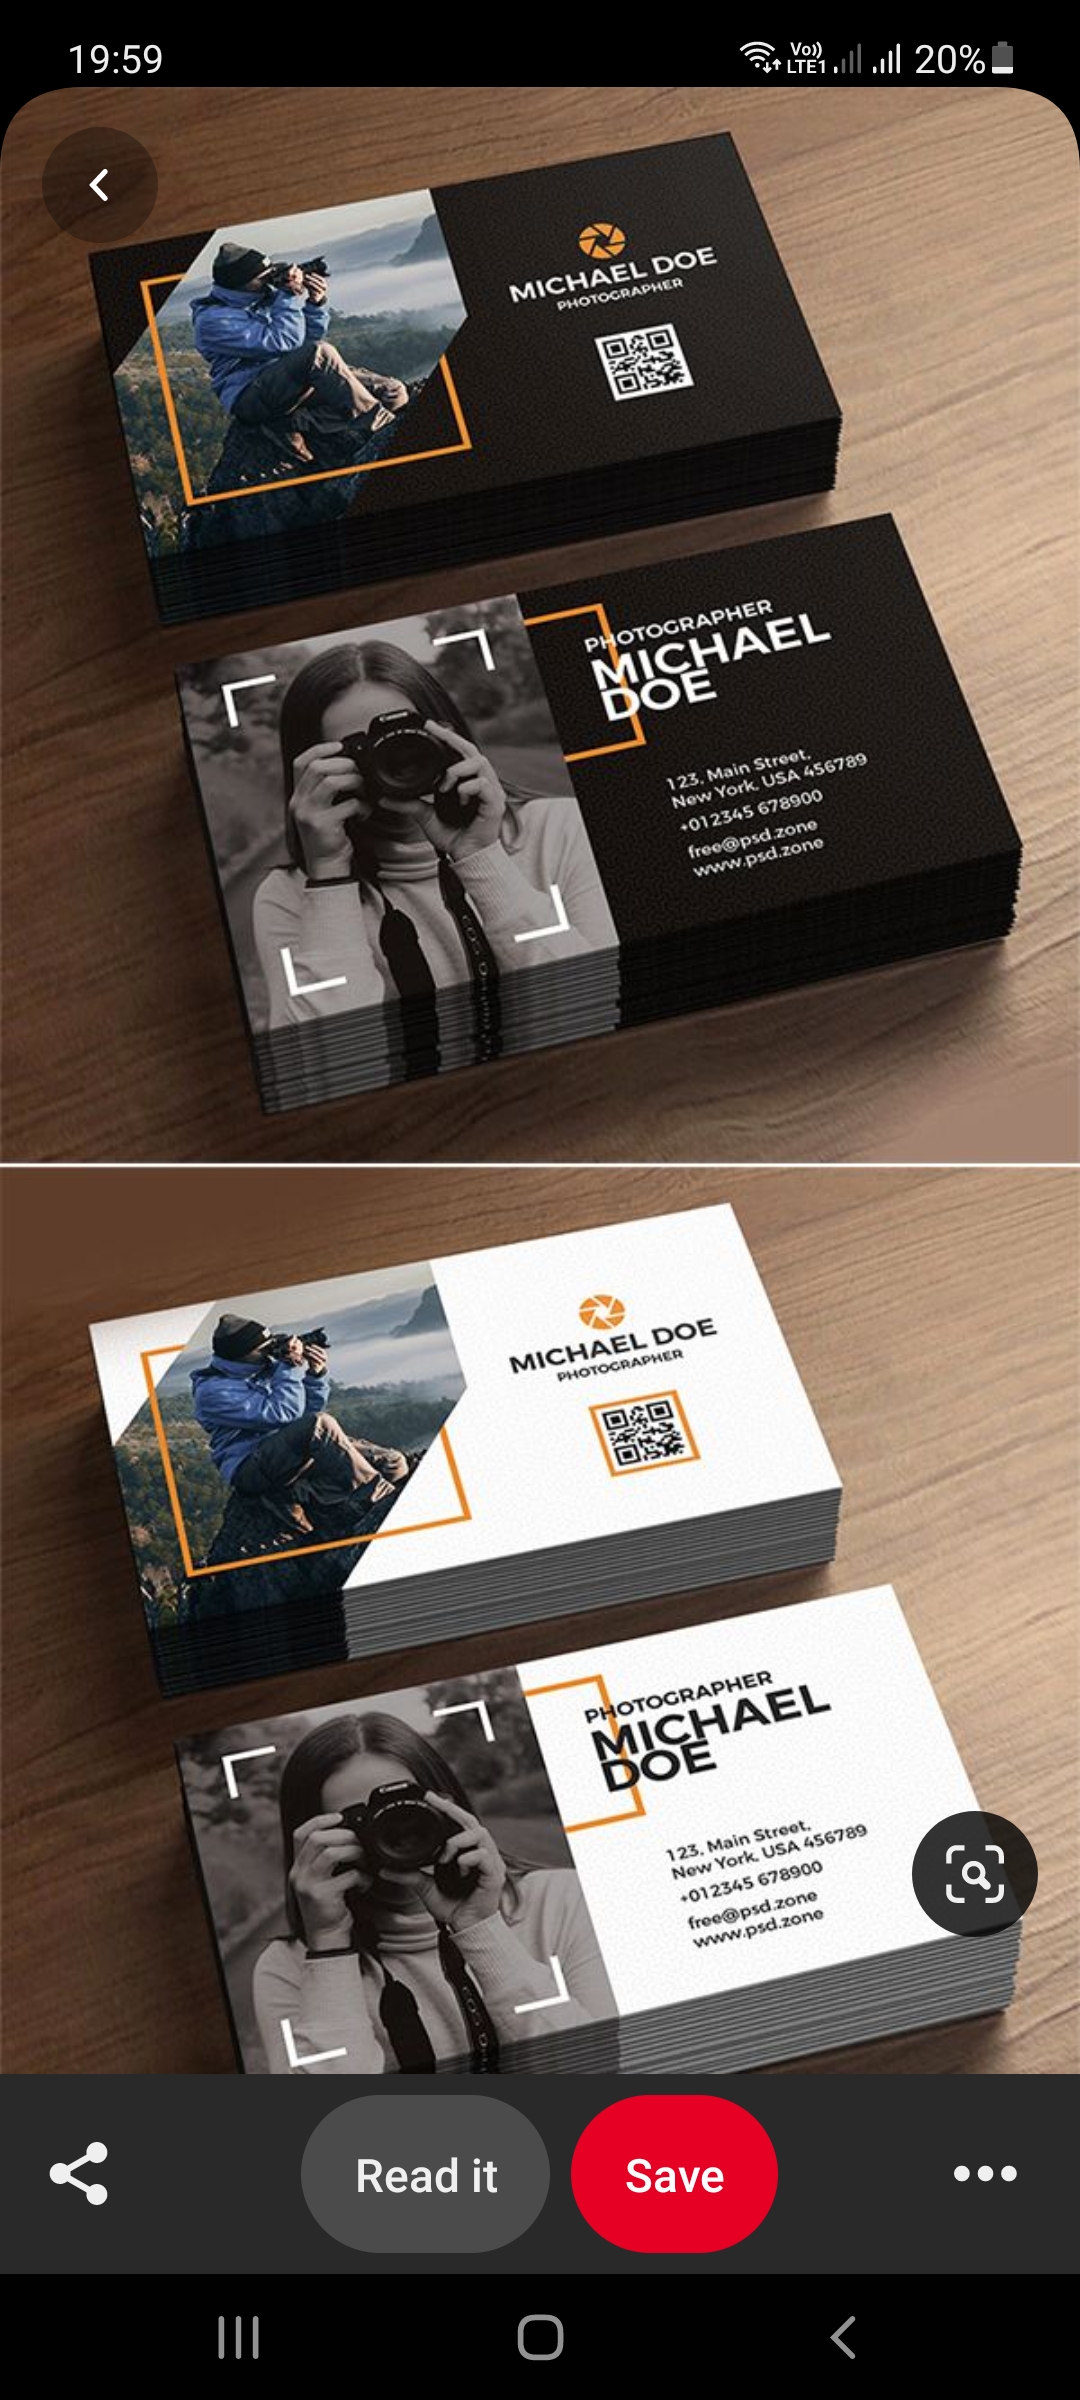 19:59
Vo))
LTE1
20%
MICHAEL DOE
PHOTOGRAPHER
PHOTOGRAPHER
MICHAEL
DOE
123, Main Street,
New York, USA 456789
+012345 678900
free@psd.zone
www.psd.zone
Canon
MICHAEL DOE
PHOTOGRAPHER
PHOTOGRAPHER
MICHAEL
DOE
123, Main Street,
New York, USA 456789
+012345 678900
free@psd.zone
www.psd.zone
Canon
Read it
Save